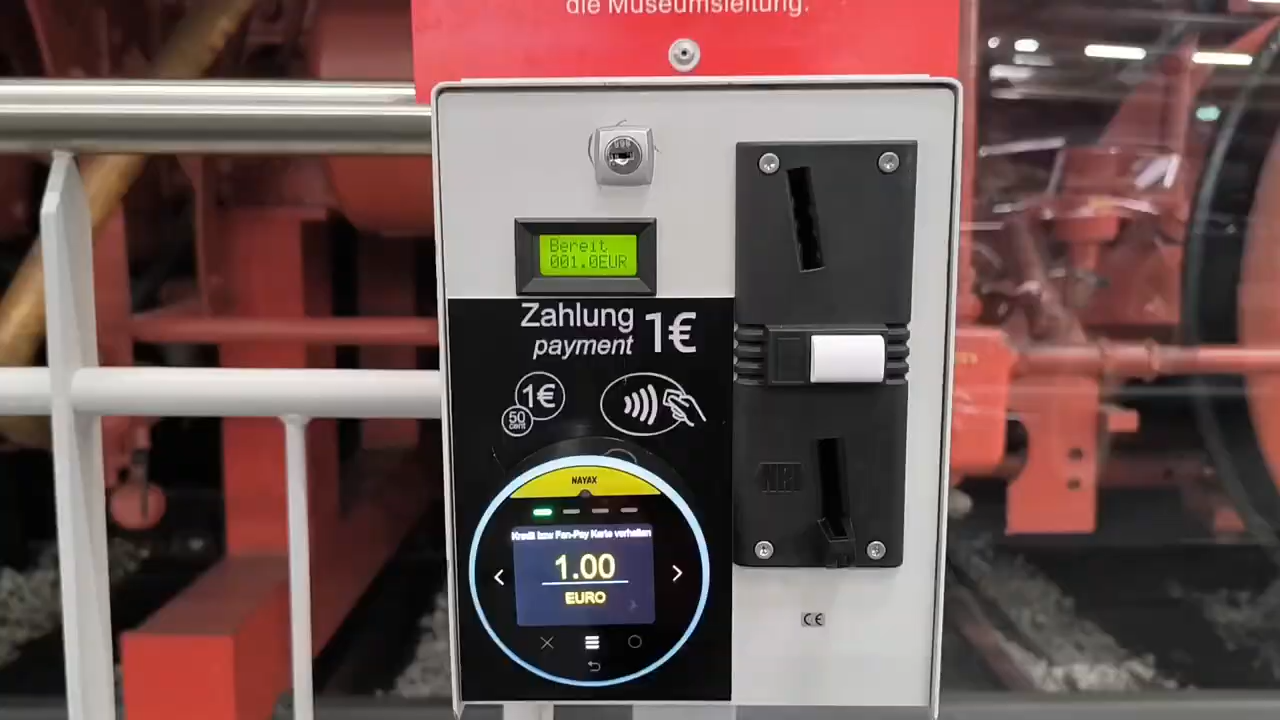 die Museumsleitung.
Bereit
001.0EUR
Zahlung
payment
1€
1€
50
cent
NAYAX
Kredit bzw Fan-Pay Karte vorhalten
1.00
EURO
NRI
CE